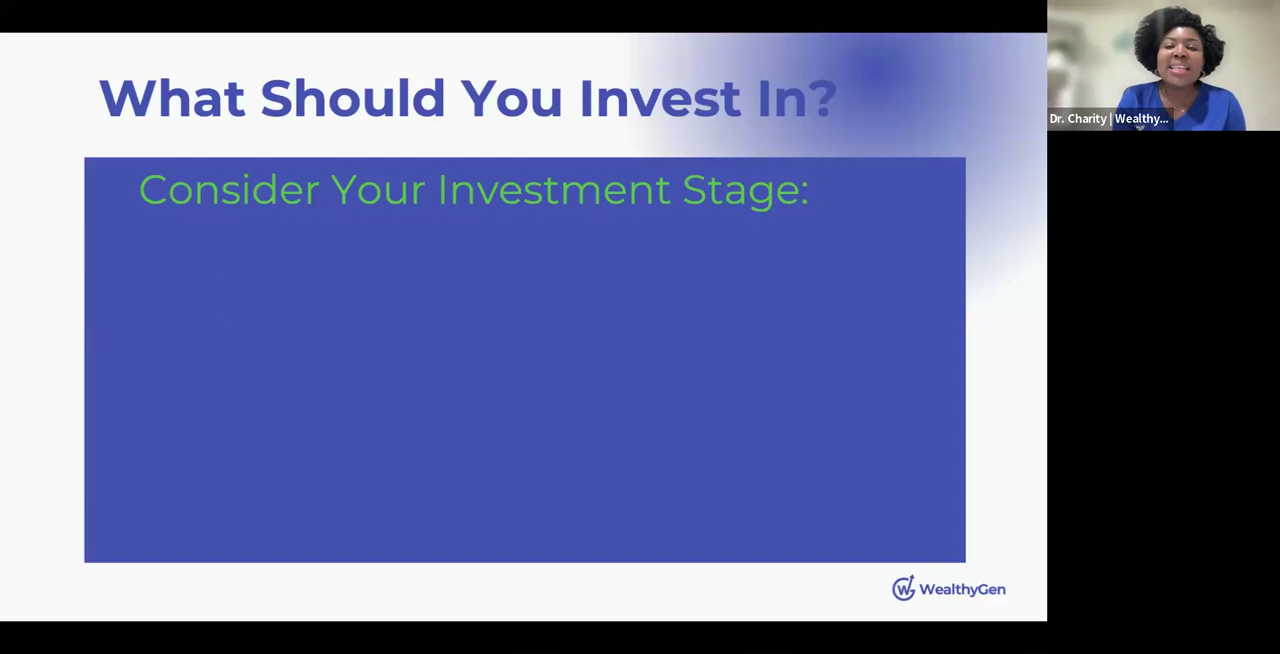 What Should You Invest In?
Dr. Charity | Wealthy...
Consider Your Investment Stage:
WealthyGen